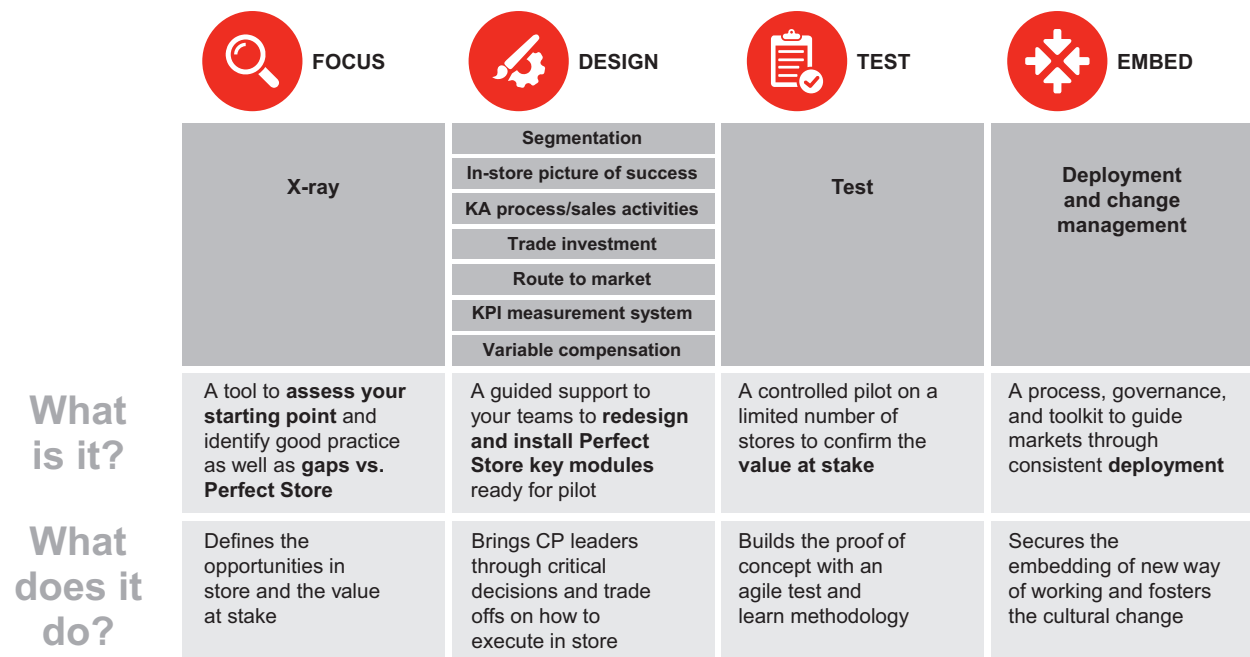 FOCUS
DESIGN
TEST
EMBED
X-ray
Segmentation
In-store picture of success
KA process/sales activities
Trade investment
Route to market
KPI measurement system
Variable compensation
Test
Deployment
and change
management
What
is it?
A tool to assess your
starting point and
identify good practice
as well as gaps vs.
Perfect Store
A guided support to
your teams to redesign
and install Perfect
Store key modules
ready for pilot
A controlled pilot on a
limited number of
stores to confirm the
value at stake
A process, governance,
and toolkit to guide
markets through
consistent deployment
What
does it
do?
Defines the
opportunities in
store and the value
at stake
Brings CP leaders
through critical
decisions and trade
offs on how to
execute in store
Builds the proof of
concept with an
agile test and
learn methodology
Secures the
embedding of new way
of working and fosters
the cultural change